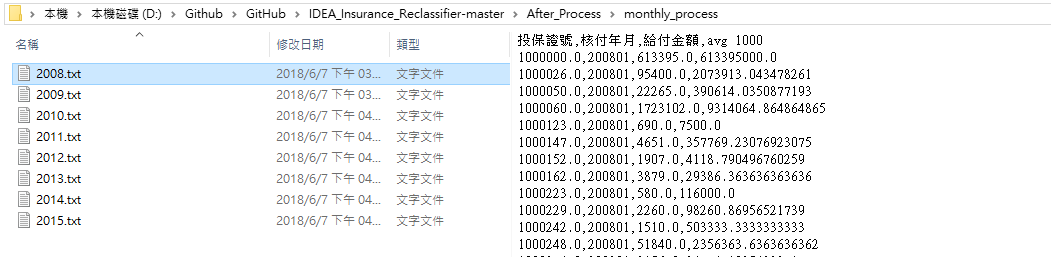 本機 > 本機磁碟 (D:) > Github > GitHub > IDEA_Insurance_Reclassifier-master > After_Process > monthly_process
名稱 修改日期 類型
2008.txt 2018/6/7 下午 03... 文字文件
2009.txt 2018/6/7 下午 03... 文字文件
2010.txt 2018/6/7 下午 04... 文字文件
2011.txt 2018/6/7 下午 04... 文字文件
2012.txt 2018/6/7 下午 04... 文字文件
2013.txt 2018/6/7 下午 04... 文字文件
2014.txt 2018/6/7 下午 04... 文字文件
2015.txt 2018/6/7 下午 04... 文字文件
投保證號,核付年月,給付金額,avg 1000
1000000.0,200801,613395.0,613395000.0
1000026.0,200801,95400.0,2073913.043478261
1000050.0,200801,22265.0,390614.0350877193
1000060.0,200801,1723102.0,9314064.864864865
1000123.0,200801,690.0,7500.0
1000147.0,200801,4651.0,357769.23076923075
1000152.0,200801,1907.0,4118.790496760259
1000162.0,200801,3879.0,29386.363636363636
1000223.0,200801,580.0,116000.0
1000229.0,200801,2260.0,98260.86956521739
1000242.0,200801,1510.0,503333.3333333333
1000248.0,200801,51840.0,2356363.6363636362